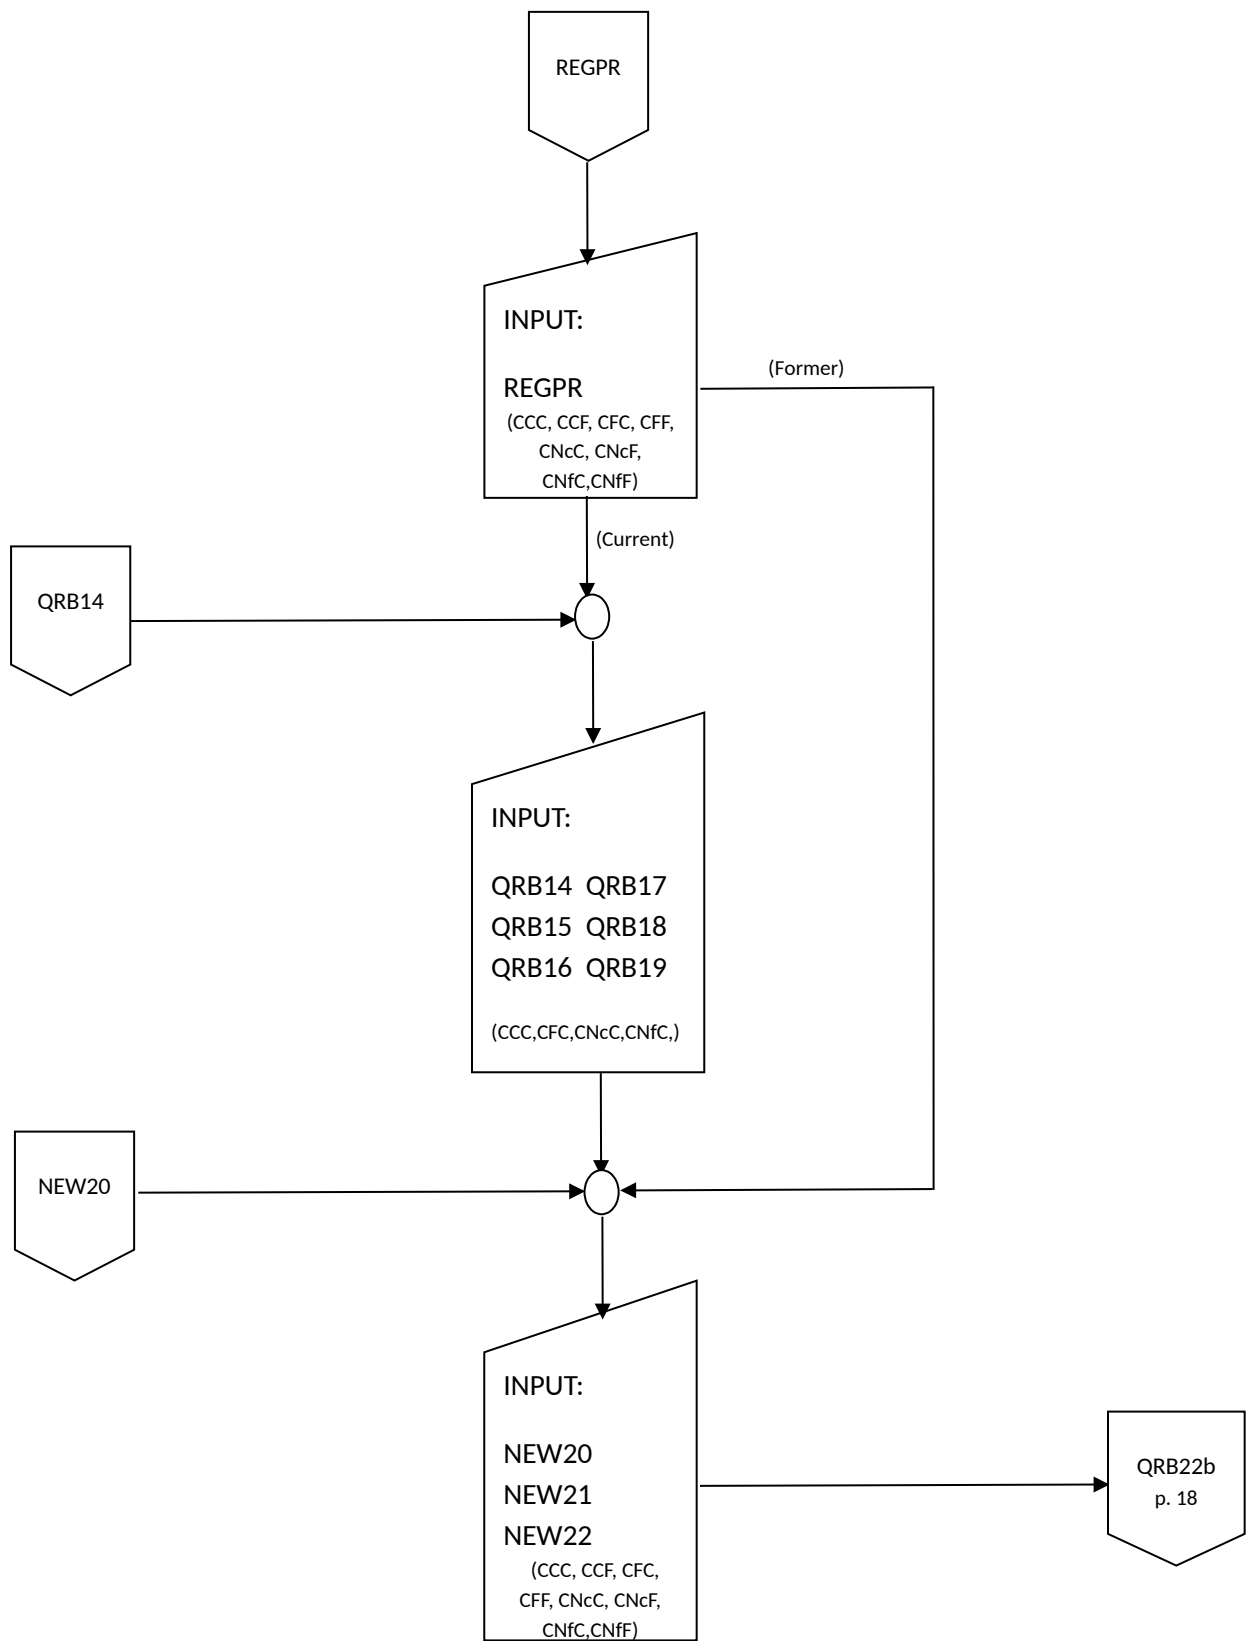 REGPR
INPUT:
REGPR
(CCC, CCF, CFC, CFF,
CNcC, CNcF,
CNfC,CNfF)
(Former)
(Current)
QRB14
INPUT:
QRB14 QRB17
QRB15 QRB18
QRB16 QRB19
(CCC,CFC,CNcC,CNfC,)
NEW20
INPUT:
NEW20
NEW21
NEW22
(CCC, CCF, CFC,
CFF, CNcC, CNcF,
CNfC,CNfF)
QRB22b
p. 18